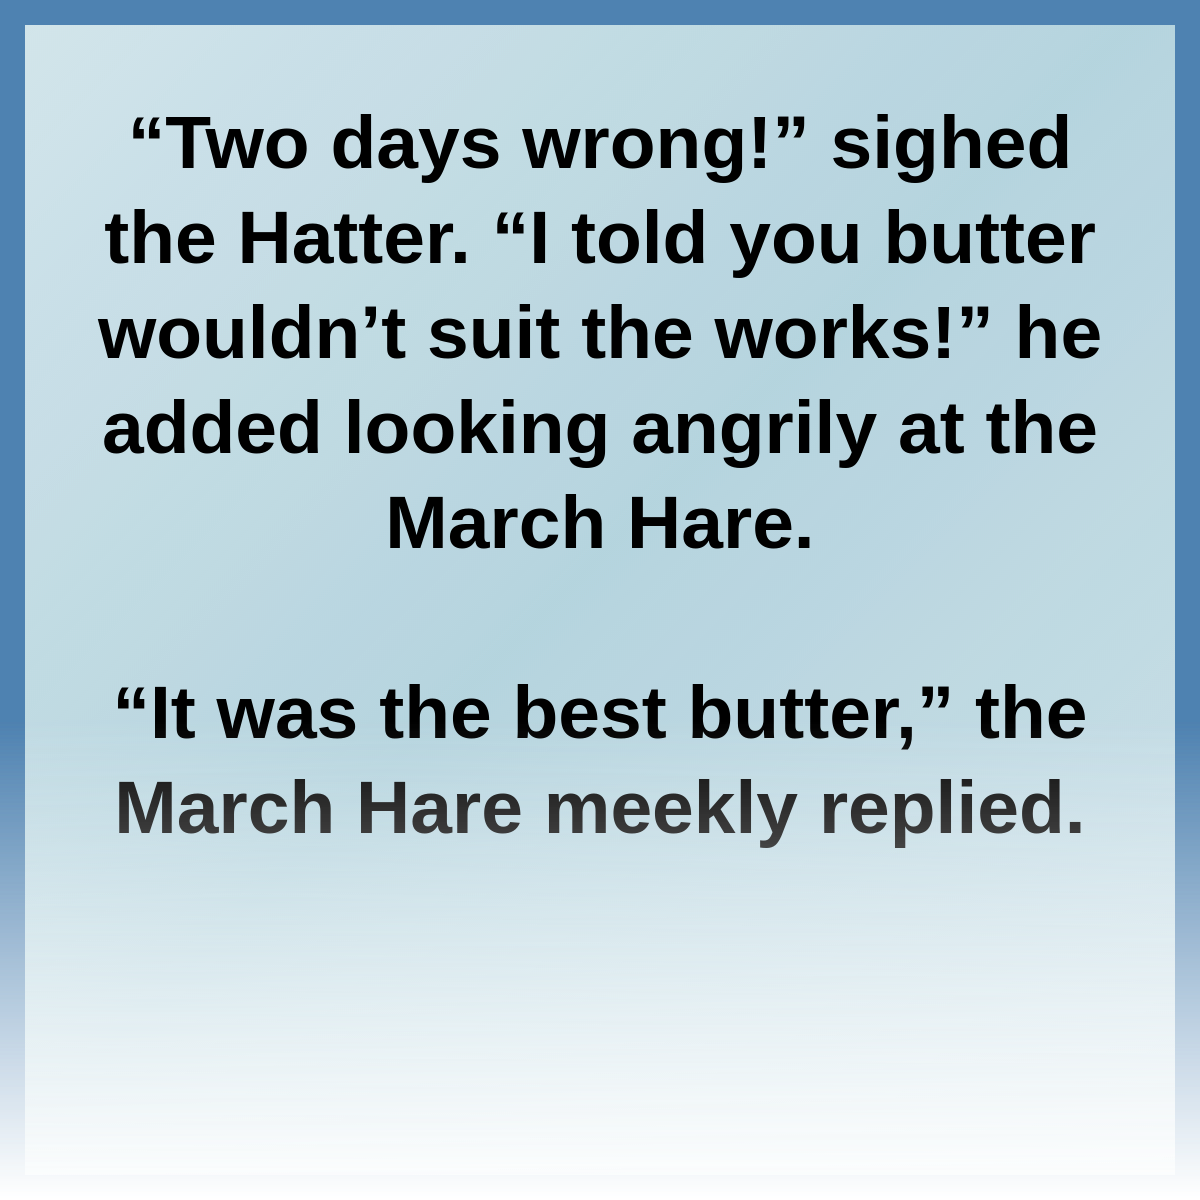 “Two days wrong!” sighed
the Hatter. “I told you butter
wouldn’t suit the works!” he
added looking angrily at the
March Hare.
“It was the best butter,” the
March Hare meekly replied.